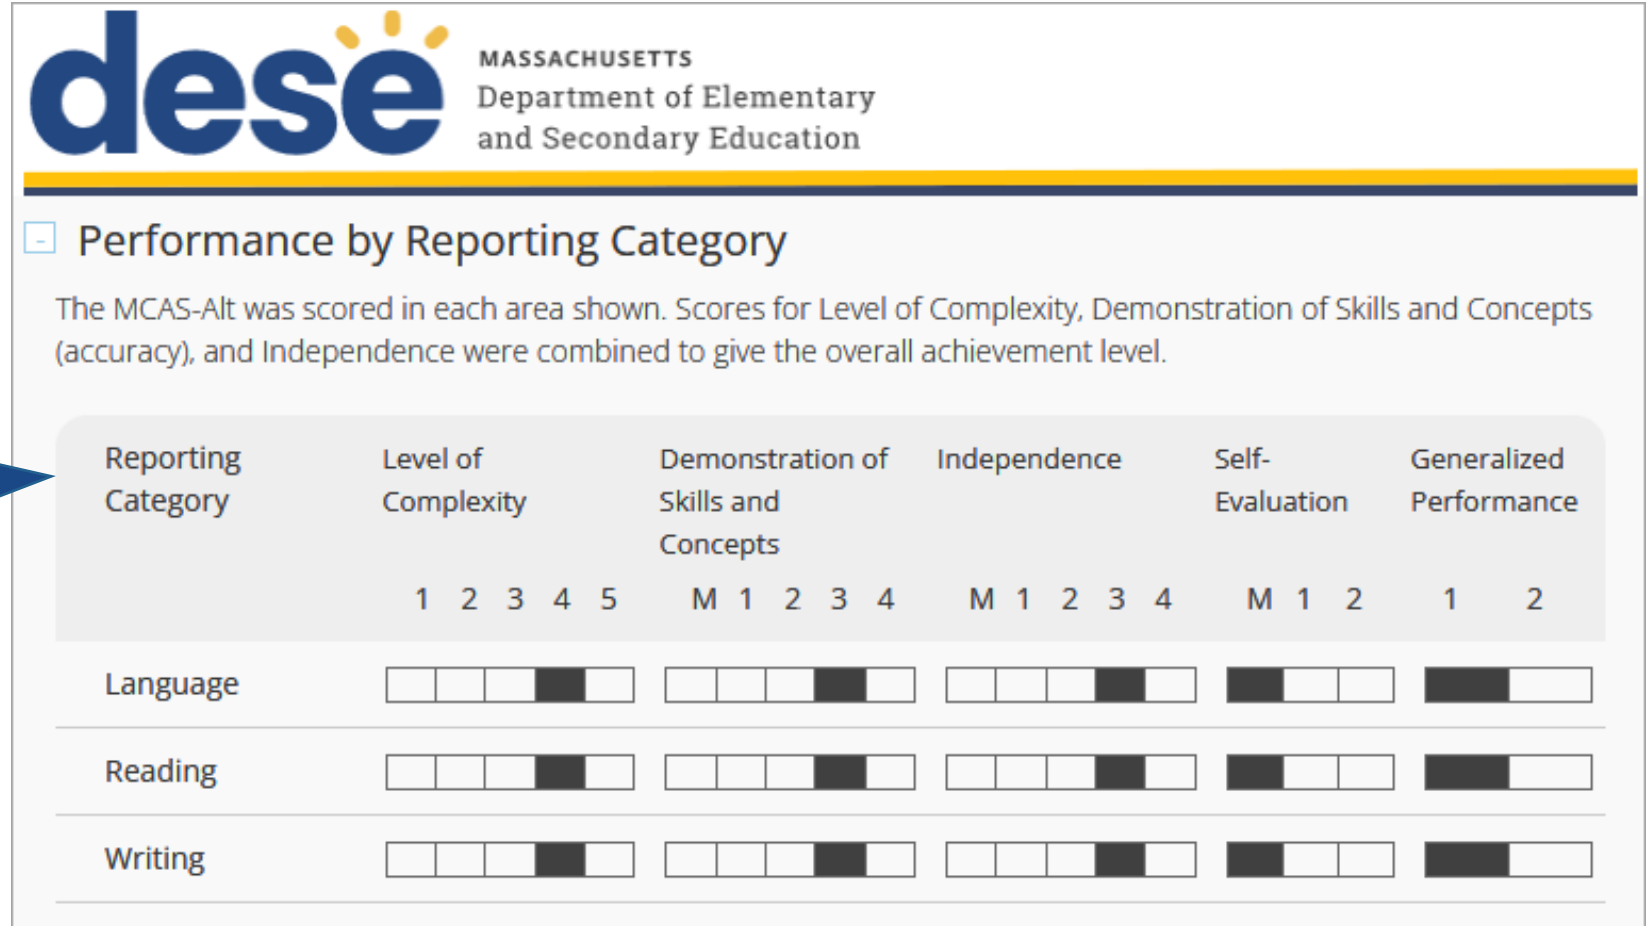 dese
MASSACHUSETTS
Department of Elementary
and Secondary Education
- Performance by Reporting Category
The MCAS-Alt was scored in each area shown. Scores for Level of Complexity, Demonstration of Skills and Concepts
(accuracy), and Independence were combined to give the overall achievement level.
Reporting Level of Demonstration of Independence Self- Generalized
Category Complexity Skills and Evaluation Performance
Concepts
1 2 3 4 5 M 1 2 3 4 M 1 2 3 4 M 1 2 1 2
Language
Reading
Writing